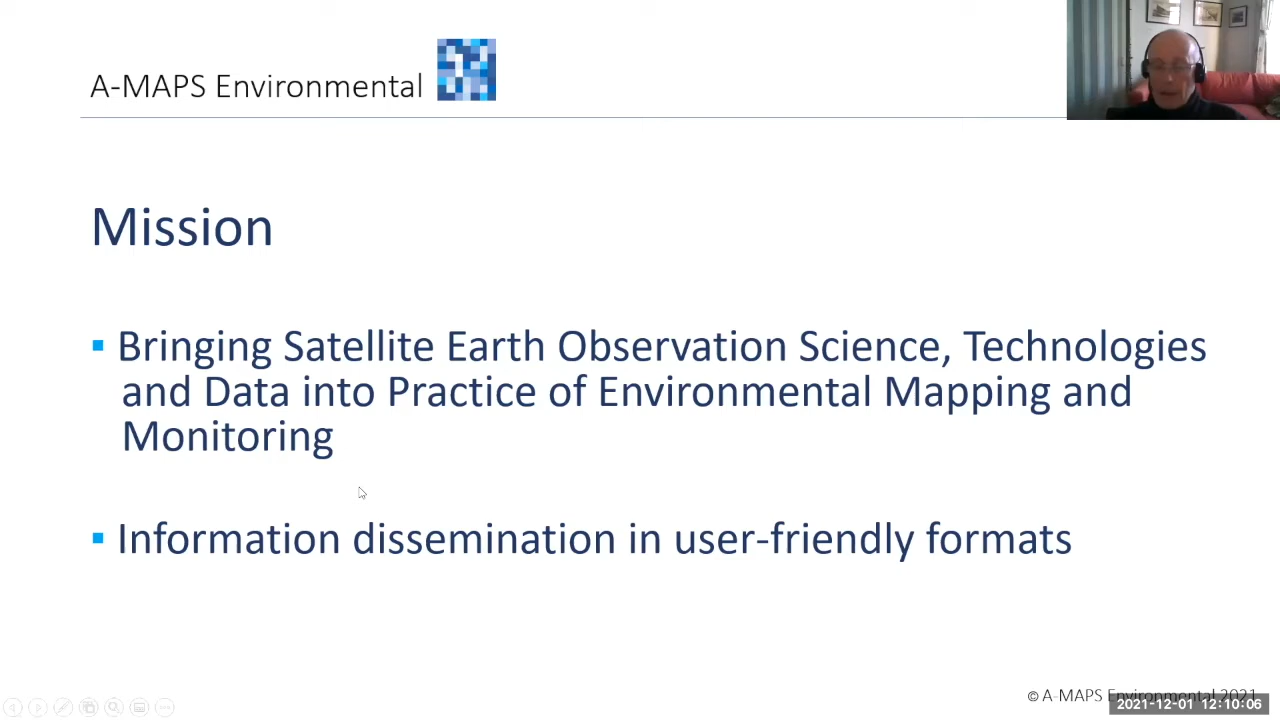 A-MAPS Environmental
Mission
▪ Bringing Satellite Earth Observation Science, Technologies
and Data into Practice of Environmental Mapping and
Monitoring
▪ Information dissemination in user-friendly formats
© A-MAPS Environmental 2021
2021-12-01 12:10:06